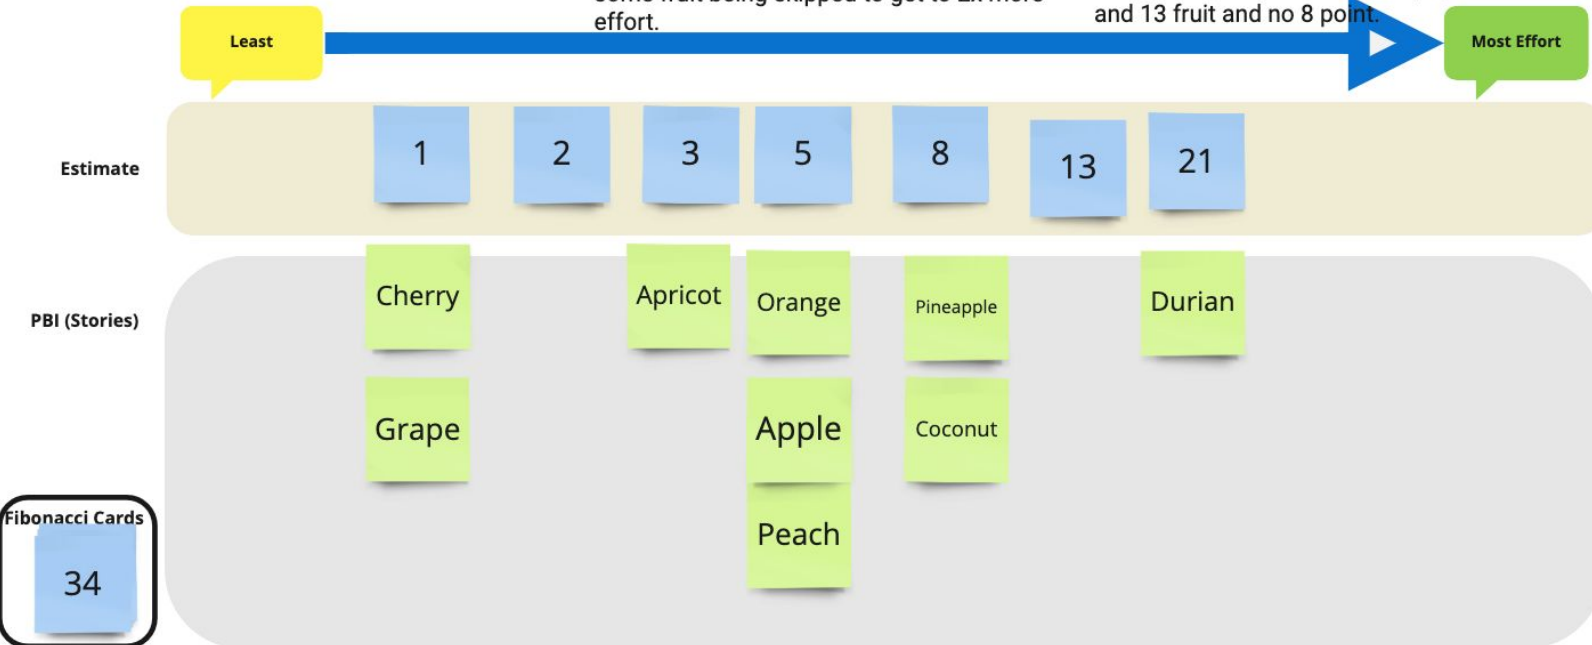 effort.
and 13 fruit and no 8 point.
Least
Most Effort
Estimate
1
2
3
5
8
13
21
PBI (Stories)
Cherry
Apricot
Orange
Pineapple
Durian
Grape
Apple
Coconut
Peach
Fibonacci Cards
34